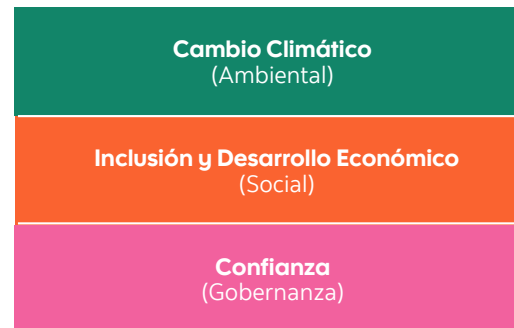 Cambio Climático
(Ambiental)
Inclusión y Desarrollo Económico
(Social)
Confianza
(Gobernanza)